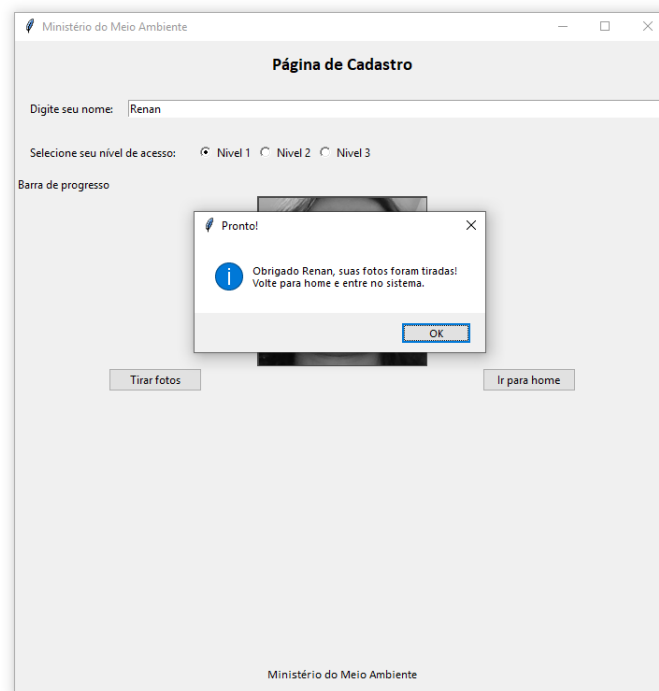 Ministério do Meio Ambiente
Página de Cadastro
Digite seu nome: Renan
Selecione seu nível de acesso: Nivel 1 Nivel 2 Nivel 3
Barra de progresso
Pronto!
Obrigado Renan, suas fotos foram tiradas!
Volte para home e entre no sistema.
OK
Tirar fotos Ir para home
Ministério do Meio Ambiente